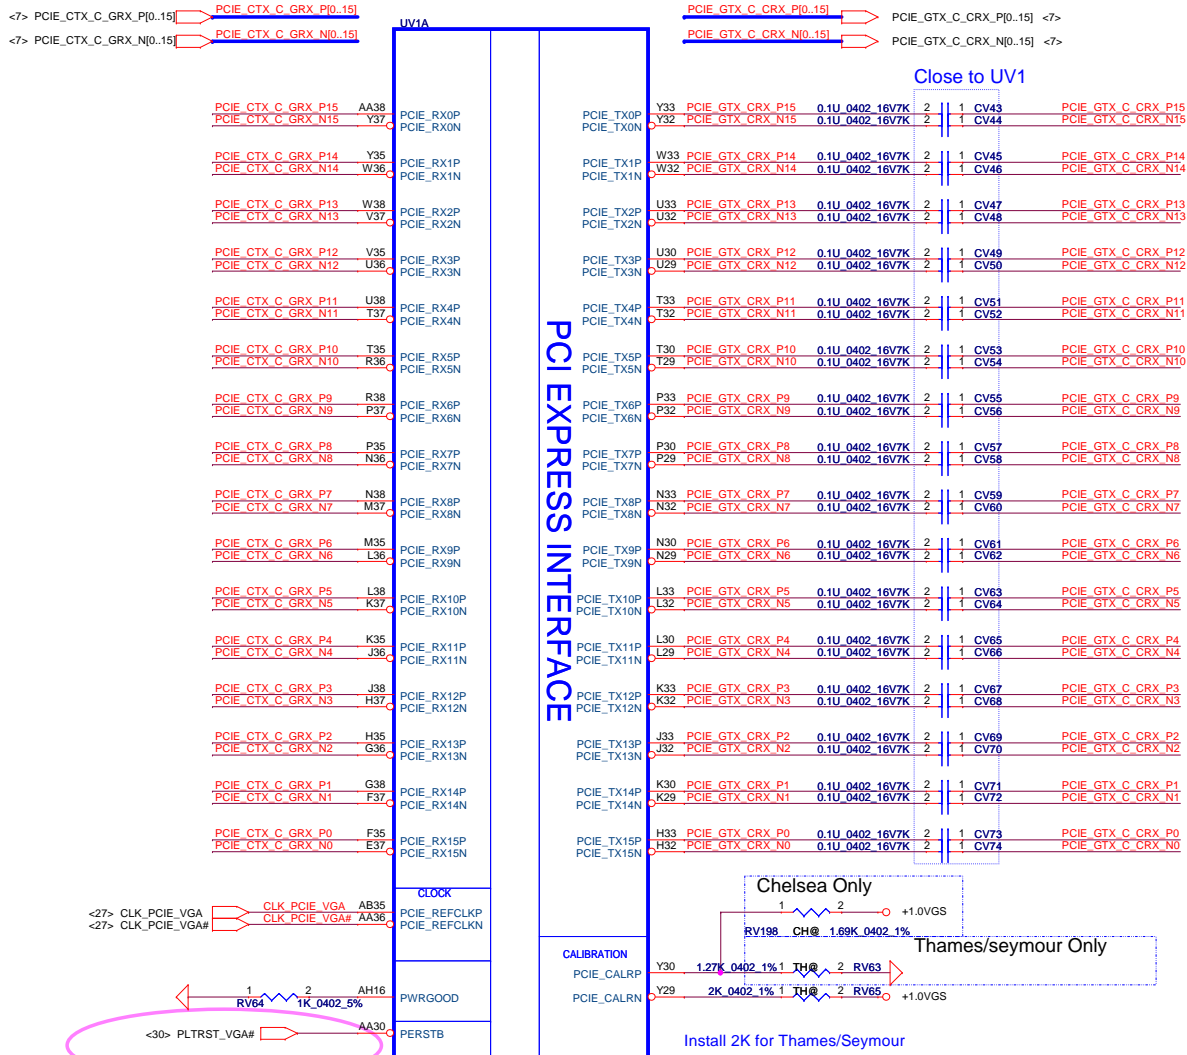 <7> PCIE_CTX_C_GRX_P[0..15] PCIE_CTX_C_GRX_P[0..15] PCIE_GTX_C_CRX_P[0..15] PCIE_GTX_C_CRX_P[0..15] <7>
<7> PCIE_CTX_C_GRX_N[0..15] PCIE_CTX_C_GRX_N[0..15] PCIE_GTX_C_CRX_N[0..15] PCIE_GTX_C_CRX_N[0..15] <7>
UV1A
Close to UV1
PCIE_CTX_C_GRX_P15 AA38 PCIE_RX0P PCIE_TX0P Y33 PCIE_GTX_CRX_P15 0.1U_0402_16V7K 2 1 CV43 PCIE_GTX_C_CRX_P15
PCIE_CTX_C_GRX_N15 Y37 PCIE_RX0N PCIE_TX0N Y32 PCIE_GTX_CRX_N15 0.1U_0402_16V7K 2 1 CV44 PCIE_GTX_C_CRX_N15
PCIE_CTX_C_GRX_P14 Y35 PCIE_RX1P PCIE_TX1P W33 PCIE_GTX_CRX_P14 0.1U_0402_16V7K 2 1 CV45 PCIE_GTX_C_CRX_P14
PCIE_CTX_C_GRX_N14 W36 PCIE_RX1N PCIE_TX1N W32 PCIE_GTX_CRX_N14 0.1U_0402_16V7K 2 1 CV46 PCIE_GTX_C_CRX_N14
PCIE_CTX_C_GRX_P13 W38 PCIE_RX2P PCIE_TX2P U33 PCIE_GTX_CRX_P13 0.1U_0402_16V7K 2 1 CV47 PCIE_GTX_C_CRX_P13
PCIE_CTX_C_GRX_N13 V37 PCIE_RX2N PCIE_TX2N U32 PCIE_GTX_CRX_N13 0.1U_0402_16V7K 2 1 CV48 PCIE_GTX_C_CRX_N13
PCIE_CTX_C_GRX_P12 V35 PCIE_RX3P PCIE_TX3P U30 PCIE_GTX_CRX_P12 0.1U_0402_16V7K 2 1 CV49 PCIE_GTX_C_CRX_P12
PCIE_CTX_C_GRX_N12 U36 PCIE_RX3N PCIE_TX3N U29 PCIE_GTX_CRX_N12 0.1U_0402_16V7K 2 1 CV50 PCIE_GTX_C_CRX_N12
PCIE_CTX_C_GRX_P11 U38 PCIE_RX4P PCIE_TX4P T33 PCIE_GTX_CRX_P11 0.1U_0402_16V7K 2 1 CV51 PCIE_GTX_C_CRX_P11
PCIE_CTX_C_GRX_N11 T37 PCIE_RX4N PCIE_TX4N T32 PCIE_GTX_CRX_N11 0.1U_0402_16V7K 2 1 CV52 PCIE_GTX_C_CRX_N11
PCIE_CTX_C_GRX_P10 T35 PCIE_RX5P PCIE_TX5P T30 PCIE_GTX_CRX_P10 0.1U_0402_16V7K 2 1 CV53 PCIE_GTX_C_CRX_P10
PCIE_CTX_C_GRX_N10 R36 PCIE_RX5N PCIE_TX5N T29 PCIE_GTX_CRX_N10 0.1U_0402_16V7K 2 1 CV54 PCIE_GTX_C_CRX_N10
PCIE_CTX_C_GRX_P9 R38 PCIE_RX6P PCIE_TX6P P33 PCIE_GTX_CRX_P9 0.1U_0402_16V7K 2 1 CV55 PCIE_GTX_C_CRX_P9
PCIE_CTX_C_GRX_N9 P37 PCIE_RX6N PCIE_TX6N P32 PCIE_GTX_CRX_N9 0.1U_0402_16V7K 2 1 CV56 PCIE_GTX_C_CRX_N9
PCIE_CTX_C_GRX_P8 P35 PCIE_RX7P PCIE_TX7P P30 PCIE_GTX_CRX_P8 0.1U_0402_16V7K 2 1 CV57 PCIE_GTX_C_CRX_P8
PCIE_CTX_C_GRX_N8 N36 PCIE_RX7N PCIE_TX7N P29 PCIE_GTX_CRX_N8 0.1U_0402_16V7K 2 1 CV58 PCIE_GTX_C_CRX_N8
PCIE_CTX_C_GRX_P7 N38 PCIE_RX8P PCIE_TX8P N33 PCIE_GTX_CRX_P7 0.1U_0402_16V7K 2 1 CV59 PCIE_GTX_C_CRX_P7
PCIE_CTX_C_GRX_N7 M37 PCIE_RX8N PCIE_TX8N N32 PCIE_GTX_CRX_N7 0.1U_0402_16V7K 2 1 CV60 PCIE_GTX_C_CRX_N7
PCIE_CTX_C_GRX_P6 M35 PCIE_RX9P PCIE_TX9P N30 PCIE_GTX_CRX_P6 0.1U_0402_16V7K 2 1 CV61 PCIE_GTX_C_CRX_P6
PCIE_CTX_C_GRX_N6 L36 PCIE_RX9N PCIE_TX9N N29 PCIE_GTX_CRX_N6 0.1U_0402_16V7K 2 1 CV62 PCIE_GTX_C_CRX_N6
PCIE_CTX_C_GRX_P5 L38 PCIE_RX10P PCIE_TX10P L33 PCIE_GTX_CRX_P5 0.1U_0402_16V7K 2 1 CV63 PCIE_GTX_C_CRX_P5
PCIE_CTX_C_GRX_N5 K37 PCIE_RX10N PCIE_TX10N L32 PCIE_GTX_CRX_N5 0.1U_0402_16V7K 2 1 CV64 PCIE_GTX_C_CRX_N5
PCIE_CTX_C_GRX_P4 K35 PCIE_RX11P PCIE_TX11P L30 PCIE_GTX_CRX_P4 0.1U_0402_16V7K 2 1 CV65 PCIE_GTX_C_CRX_P4
PCIE_CTX_C_GRX_N4 J36 PCIE_RX11N PCIE_TX11N L29 PCIE_GTX_CRX_N4 0.1U_0402_16V7K 2 1 CV66 PCIE_GTX_C_CRX_N4
PCIE_CTX_C_GRX_P3 J38 PCIE_RX12P PCIE_TX12P K33 PCIE_GTX_CRX_P3 0.1U_0402_16V7K 2 1 CV67 PCIE_GTX_C_CRX_P3
PCIE_CTX_C_GRX_N3 H37 PCIE_RX12N PCIE_TX12N K32 PCIE_GTX_CRX_N3 0.1U_0402_16V7K 2 1 CV68 PCIE_GTX_C_CRX_N3
PCIE_CTX_C_GRX_P2 H35 PCIE_RX13P PCIE_TX13P J33 PCIE_GTX_CRX_P2 0.1U_0402_16V7K 2 1 CV69 PCIE_GTX_C_CRX_P2
PCIE_CTX_C_GRX_N2 G36 PCIE_RX13N PCIE_TX13N J32 PCIE_GTX_CRX_N2 0.1U_0402_16V7K 2 1 CV70 PCIE_GTX_C_CRX_N2
PCIE_CTX_C_GRX_P1 G38 PCIE_RX14P PCIE_TX14P K30 PCIE_GTX_CRX_P1 0.1U_0402_16V7K 2 1 CV71 PCIE_GTX_C_CRX_P1
PCIE_CTX_C_GRX_N1 F37 PCIE_RX14N PCIE_TX14N K29 PCIE_GTX_CRX_N1 0.1U_0402_16V7K 2 1 CV72 PCIE_GTX_C_CRX_N1
PCIE_CTX_C_GRX_P0 F35 PCIE_RX15P PCIE_TX15P H33 PCIE_GTX_CRX_P0 0.1U_0402_16V7K 2 1 CV73 PCIE_GTX_C_CRX_P0
PCIE_CTX_C_GRX_N0 E37 PCIE_RX15N PCIE_TX15N H32 PCIE_GTX_CRX_N0 0.1U_0402_16V7K 2 1 CV74 PCIE_GTX_C_CRX_N0
PCI EXPRESS INTERFACE
CLOCK
Chelsea Only
<27> CLK_PCIE_VGA CLK_PCIE_VGA AB35 PCIE_REFCLKP 1 2 +1.0VGS
<27> CLK_PCIE_VGA# CLK_PCIE_VGA# AA36 PCIE_REFCLKN
RV198 CH@ 1.69K_0402_1%
Thames/seymour Only
CALIBRATION
PCIE_CALRP Y30 1.27K_0402_1% 1 TH@ 2 RV63
PCIE_CALRN Y29 2K_0402_1% 1 TH@ 2 RV65 +1.0VGS
1 2 AH16 PWRGOOD
RV64 1K_0402_5%
<30> PLTRST_VGA# AA30 PERSTB
Install 2K for Thames/Seymour